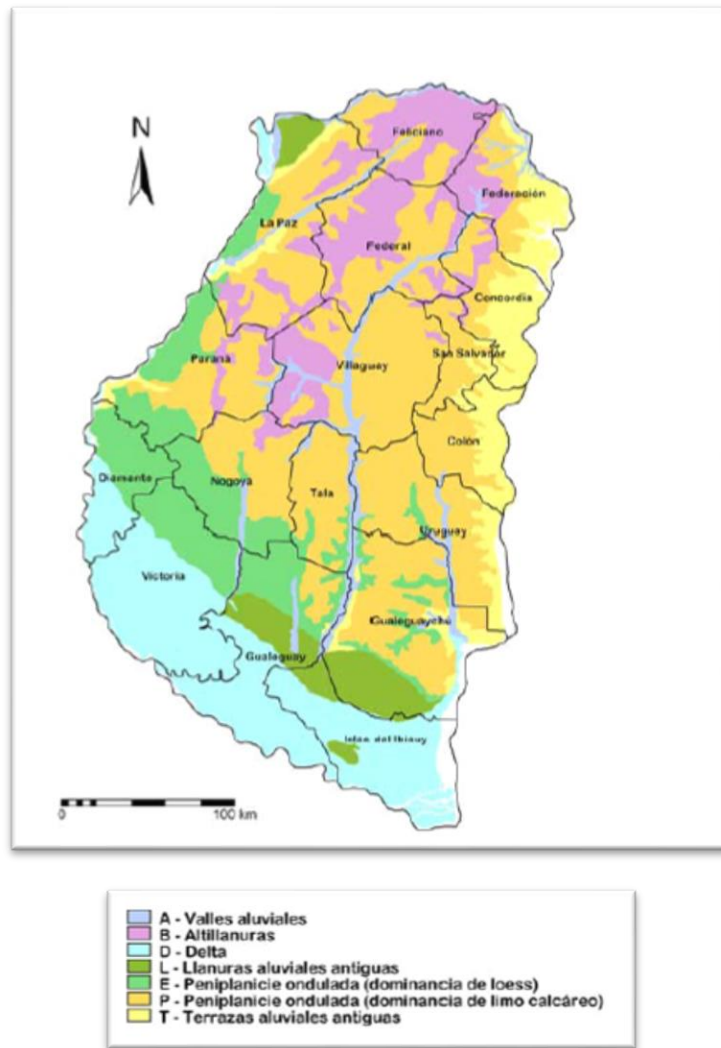 N
Feliciano
Federación
La Paz
Federal
Concordia
Paraná
Villaguay
San Salvador
Colón
Diamante
Nogoyá
Tala
Uruguay
Victoria
Gualeguaychú
Gualeguay
Islas del Ibicuy
0 100 km
A - Valles aluviales
B - Altillanuras
D - Delta
L - Llanuras aluviales antiguas
E - Peniplanicie ondulada (dominancia de loess)
P - Peniplanicie ondulada (dominancia de limo calcáreo)
T - Terrazas aluviales antiguas